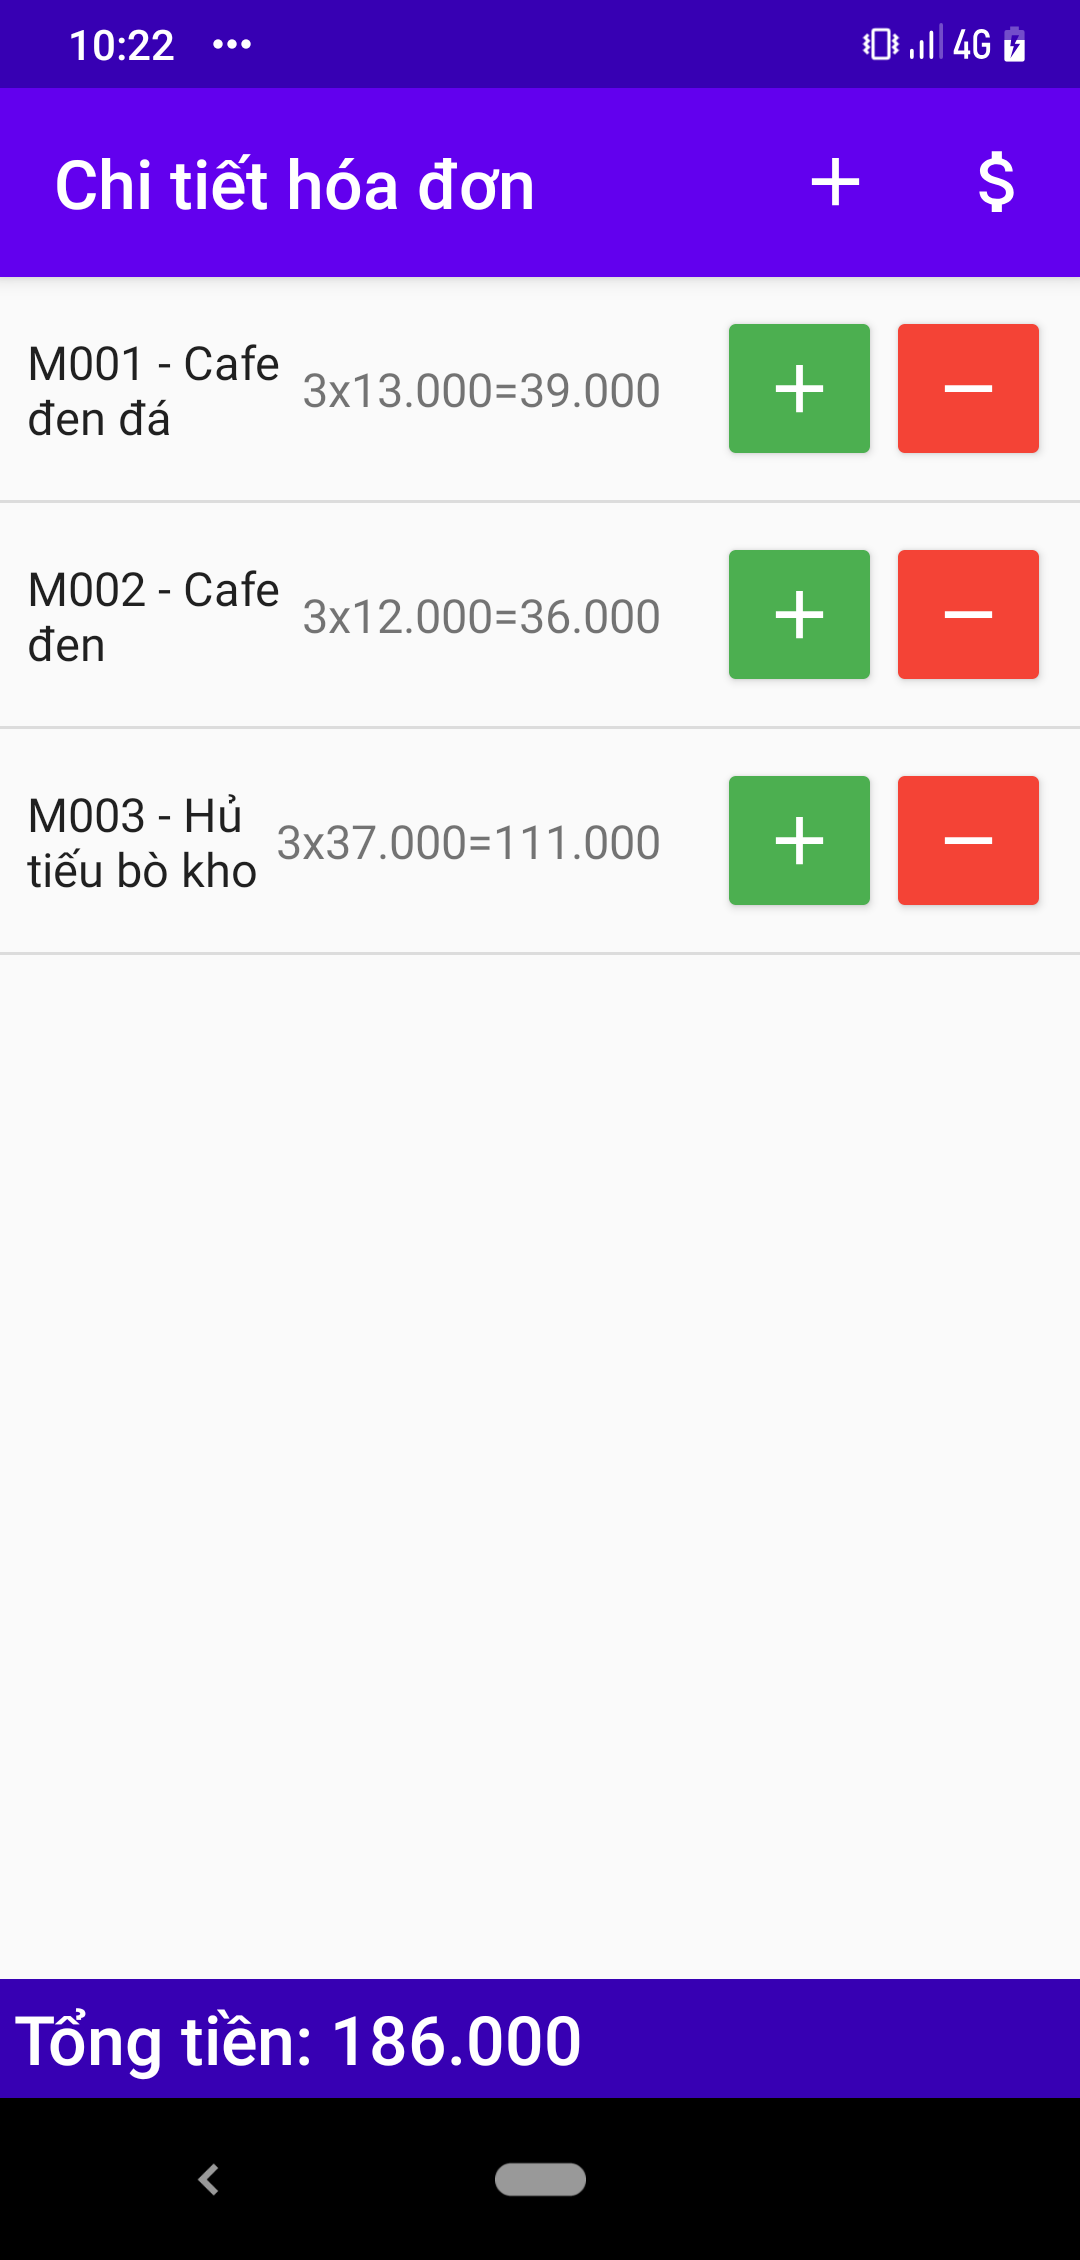 10:22
4G
Chi tiết hóa đơn
$
M001 - Cafe
đen đá
3x13.000=39.000
M002 - Cafe
đen
3x12.000=36.000
M003 - Hủ
tiếu bò kho
3x37.000=111.000
Tổng tiền: 186.000